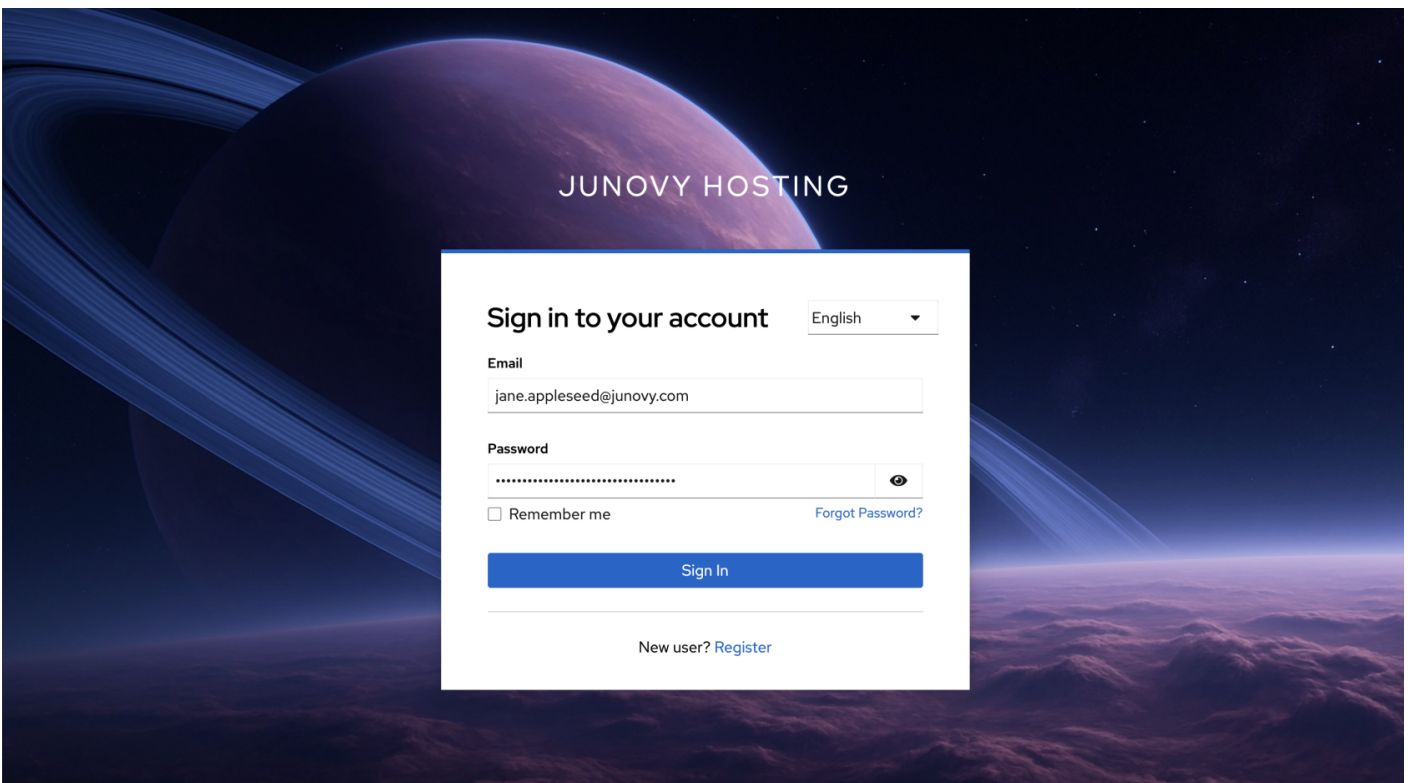 JUNOVY HOSTING
Sign in to your account
English
Email
jane.appleseed@junovy.com
Password
••••••••••••••••••••••••••••••••••
Remember me
Forgot Password?
Sign In
New user? Register